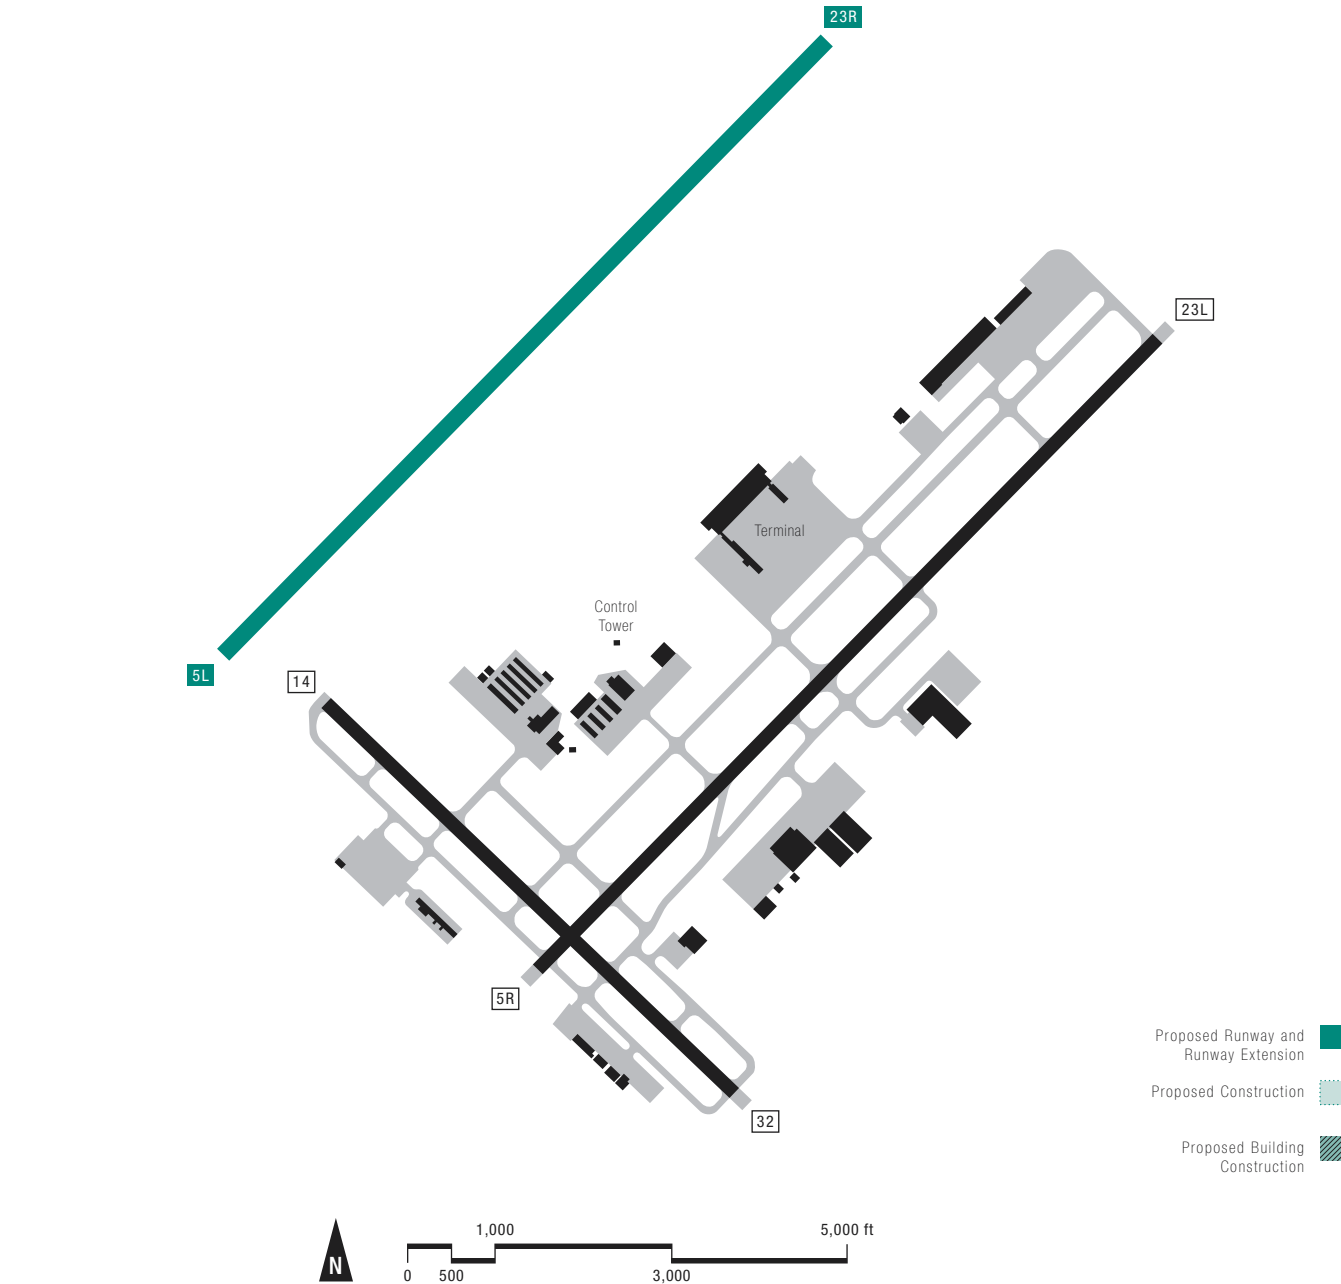 23R
23L
Terminal
Control
Tower
5L
14
5R
Proposed Runway and
Runway Extension
Proposed Construction
32
Proposed Building
Construction
1,000
5,000 ft
N
0
500
3,000